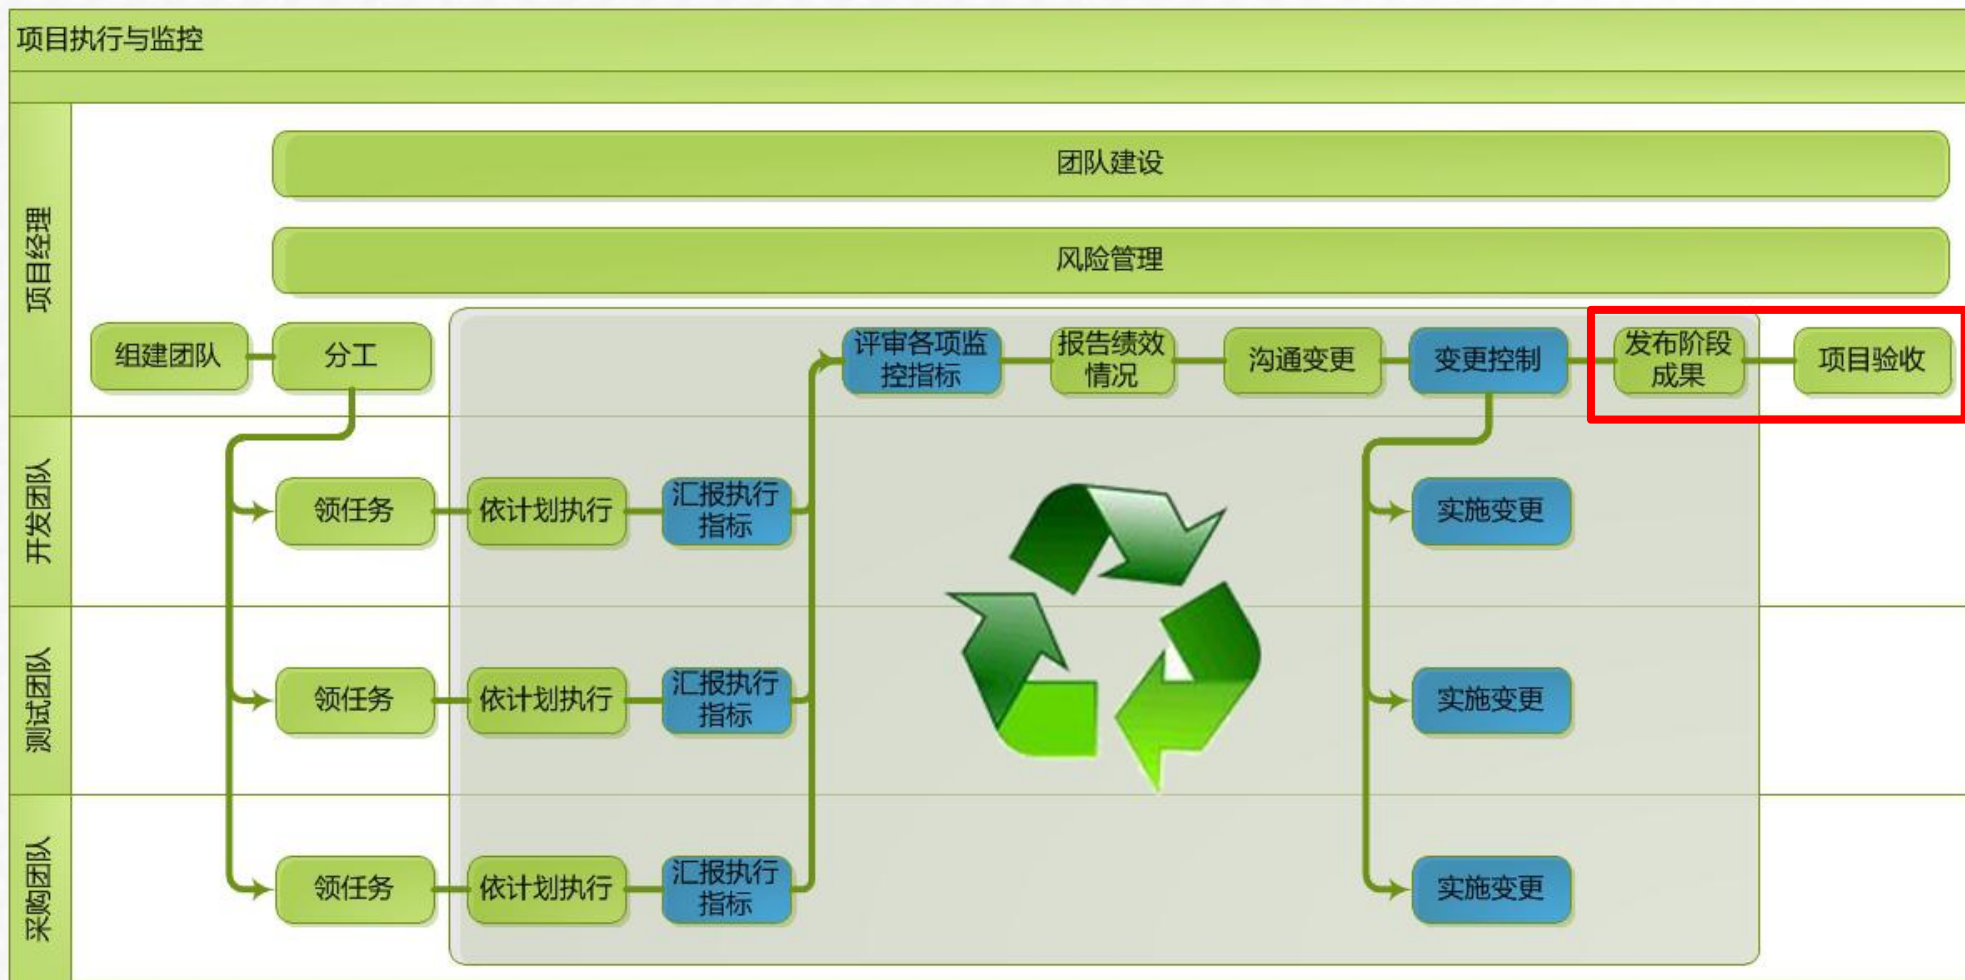 项目执行与监控
项目经理
团队建设
风险管理
组建团队
分工
评审各项监
控指标
报告绩效
情况
沟通变更
变更控制
发布阶段
成果
项目验收
开发团队
领任务
依计划执行
汇报执行
指标
实施变更
测试团队
领任务
依计划执行
汇报执行
指标
实施变更
采购团队
领任务
依计划执行
汇报执行
指标
实施变更